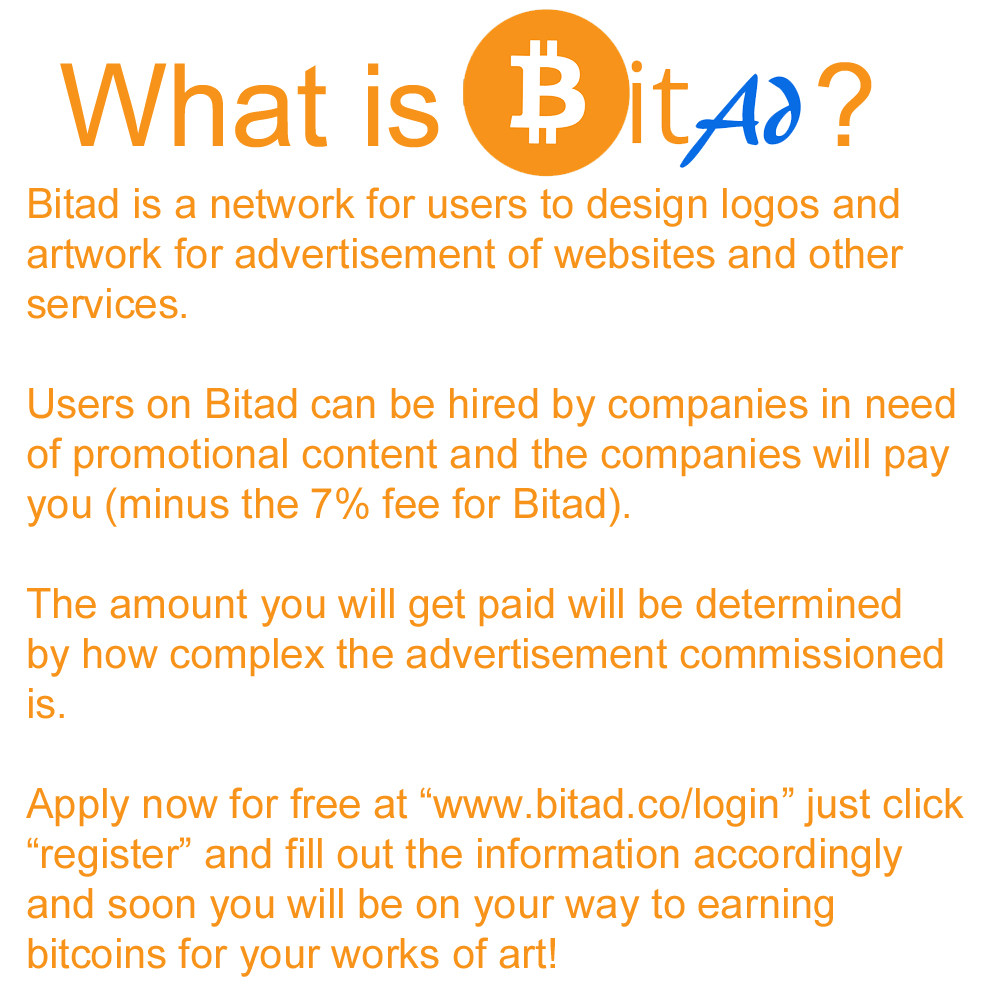 What is BitAd?
Bitad is a network for users to design logos and
artwork for advertisement of websites and other
services.
Users on Bitad can be hired by companies in need
of promotional content and the companies will pay
you (minus the 7% fee for Bitad).
The amount you will get paid will be determined
by how complex the advertisement commissioned
is.
Apply now for free at “www.bitad.co/login” just click
“register” and fill out the information accordingly
and soon you will be on your way to earning
bitcoins for your works of art!